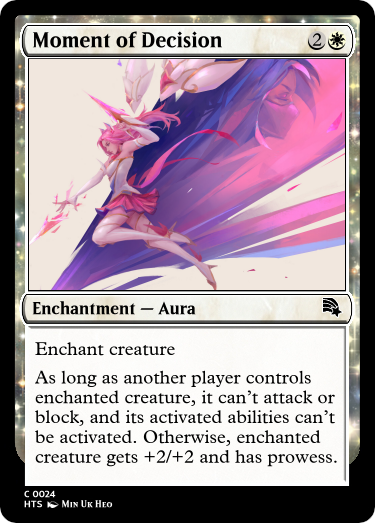 Moment of Decision 2
Enchantment — Aura
Enchant creature
As long as another player controls
enchanted creature, it can't attack or
block, and its activated abilities can't
be activated. Otherwise, enchanted
creature gets +2/+2 and has prowess.
C 0024
HTS Min Uk Heo